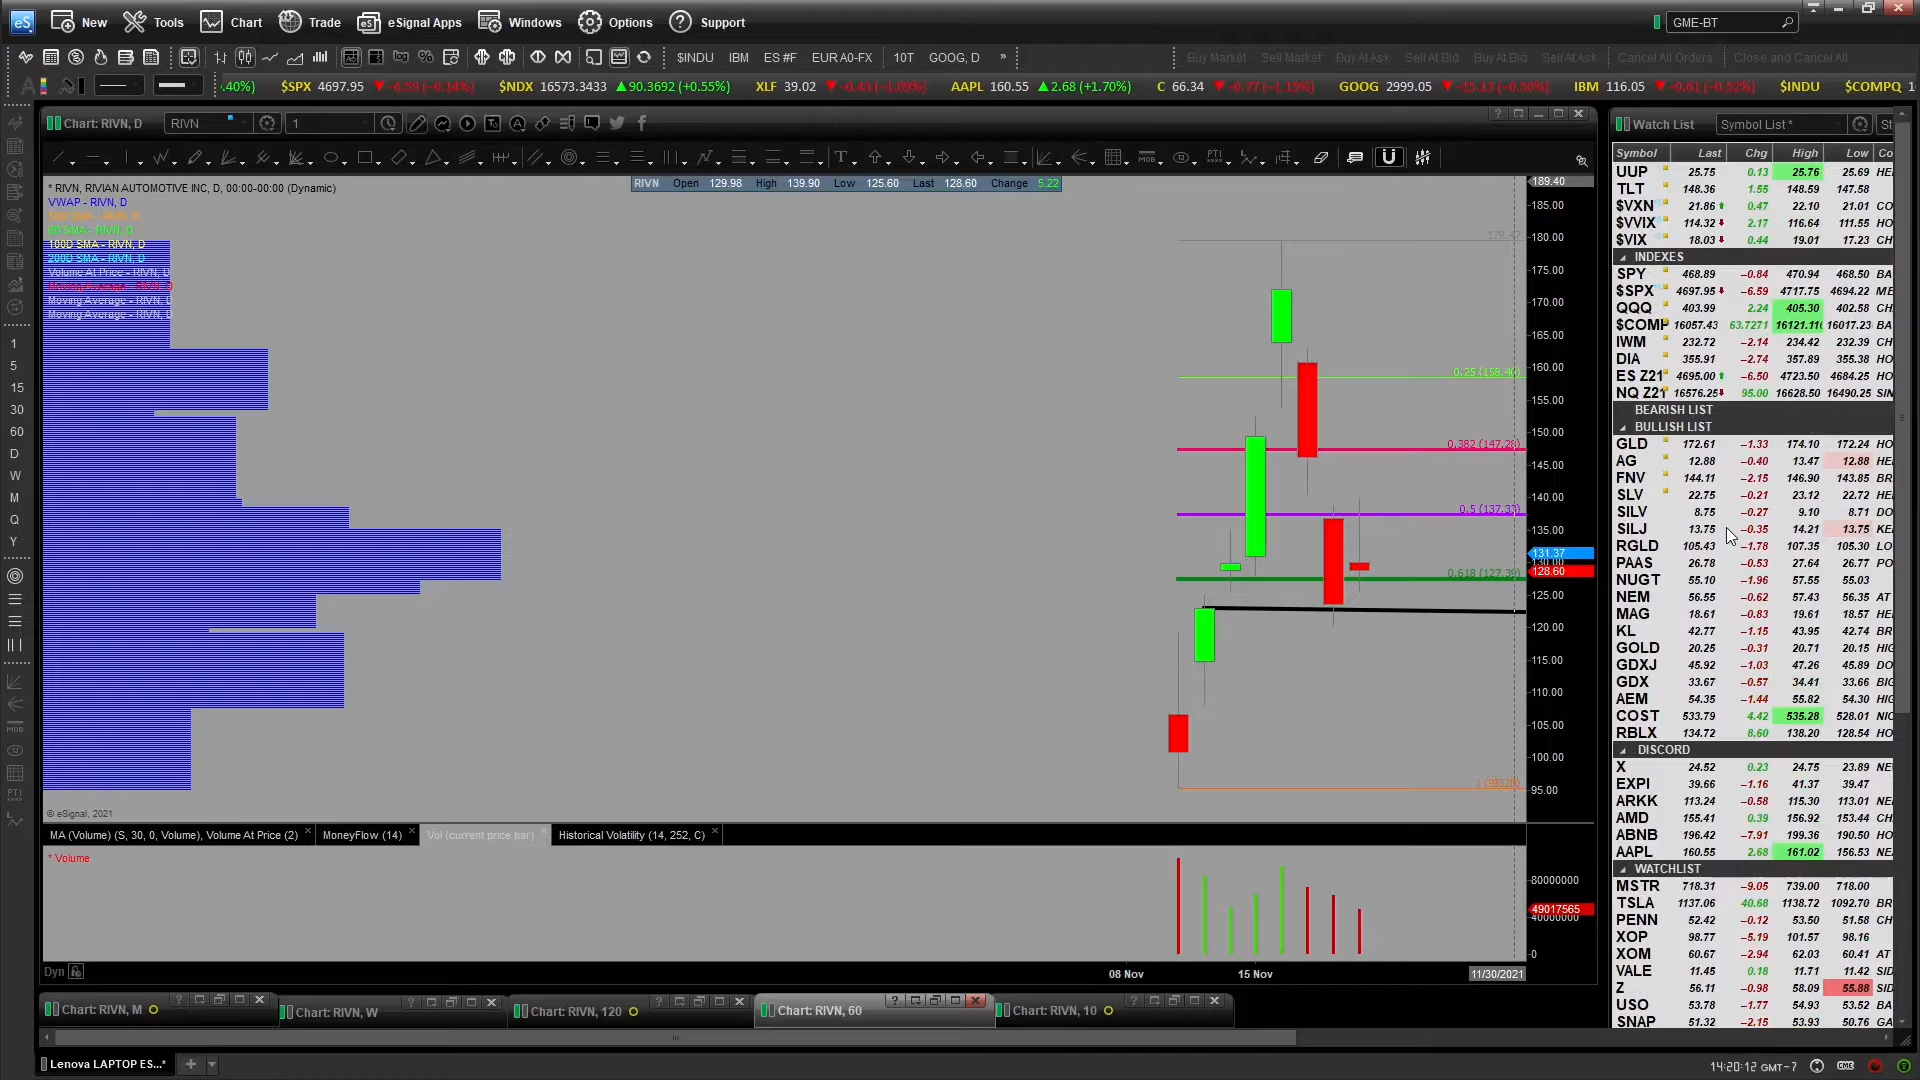 eS New Tools Chart Trade eSignal Apps Windows Options Support GME-BT
$INDU IBM ES #F EUR A0-FX 10T GOOG, D » Buy Market Sell Market Buy At Ask Sell At Bid Buy At Bid Sell At Ask Cancel All Orders Close and Cancel All
.40%) $SPX 4697.95 ▼-6.59 (-0.14%) $NDX 16573.3433 ▲90.3692 (+0.55%) XLF 39.02 ▼-0.43 (-1.09%) AAPL 160.55 ▲2.68 (+1.70%) C 66.34 ▼-0.77 (-1.15%) GOOG 2999.05 ▼-15.13 (-0.50%) IBM 116.05 ▼-0.61 (-0.52%) $INDU $COMPQ 1
Chart: RIVN, D RIVN 1
* RIVN, RIVIAN AUTOMOTIVE INC, D, 00:00-00:00 (Dynamic)
RIVN Open 129.98 High 139.90 Low 125.60 Last 128.60 Change 5.22
VWAP - RIVN, D
100D SMA - RIVN, D
200D SMA - RIVN, D
Volume At Price - RIVN, D
Moving Average - RIVN, D
Moving Average - RIVN, D
Moving Average - RIVN, D
179.47
0.25 (158.40)
0.382 (147.28)
0.5 (137.33)
0.618 (127.39)
189.40
185.00
180.00
175.00
170.00
165.00
160.00
155.00
150.00
145.00
140.00
135.00
131.37
130.00
128.60
125.00
120.00
115.00
110.00
105.00
100.00
95.00
© eSignal, 2021
MA (Volume) (S, 30, 0, Volume), Volume At Price (2) MoneyFlow (14) Vol (current price bar) Historical Volatility (14, 252, C)
* Volume
80000000
49017565
40000000
0
Dyn 08 Nov 15 Nov 11/30/2021
Chart: RIVN, M Chart: RIVN, W Chart: RIVN, 120 Chart: RIVN, 60 Chart: RIVN, 10
Lenova LAPTOP ES...*
14:20:12 GMT-7
1
5
15
30
60
D
W
M
Q
Y
Watch List Symbol List * St
Symbol Last Chg High Low Co
UUP 25.75 0.13 25.76 25.69 HE
TLT 148.36 1.55 148.59 147.58
$VXN 21.86 0.47 22.10 21.01 CO
$VVIX 114.32 2.17 116.64 111.55 HO
$VIX 18.03 0.44 19.01 17.23 CH
INDEXES
SPY 468.89 -0.84 470.94 468.50 BA
$SPX 4697.95 -6.59 4717.75 4694.22 ME
QQQ 403.99 2.24 405.30 402.58 CH
$COMP 16057.43 63.7271 16121.11 16017.23 BA
IWM 232.72 -2.14 234.42 232.39 CH
DIA 355.91 -2.74 357.89 355.38 HO
ES Z21 4695.00 -6.50 4723.50 4684.25 HO
NQ Z21 16576.25 95.00 16628.50 16490.25 SIN
BEARISH LIST
BULLISH LIST
GLD 172.61 -1.33 174.10 172.24 HO
AG 12.88 -0.40 13.47 12.88 HE
FNV 144.11 -2.15 146.90 143.85 BR
SLV 22.75 -0.21 23.12 22.72 HE
SILV 8.75 -0.27 9.10 8.71 DO
SILJ 13.75 -0.35 14.21 13.75 KE
RGLD 105.43 -1.78 107.35 105.30 LO
PAAS 26.78 -0.53 27.64 26.77 PO
NUGT 55.10 -1.96 57.55 55.03
NEM 56.55 -0.62 57.43 56.35 AT
MAG 18.61 -0.83 19.61 18.57 HE
KL 42.77 -1.15 43.95 42.74 BR
GOLD 20.25 -0.31 20.71 20.15 HIG
GDXJ 45.92 -1.03 47.26 45.89 DO
GDX 33.67 -0.57 34.41 33.66 BIG
AEM 54.35 -1.44 55.82 54.30 HIG
COST 533.79 4.42 535.28 528.01 NIO
RBLX 134.72 8.60 138.20 128.54 HO
DISCORD
X 24.52 0.23 24.75 23.89 NE
EXPI 39.66 -1.16 41.37 39.47
ARKK 113.24 -0.58 115.30 113.01 NE
AMD 155.41 0.39 156.92 153.44 CH
ABNB 196.42 -7.91 199.36 190.50 HO
AAPL 160.55 2.68 161.02 156.53 NE
WATCHLIST
MSTR 718.31 -9.05 739.00 718.00
TSLA 1137.06 40.68 1138.72 1092.70 BR
PENN 52.42 -0.12 53.50 51.58 CH
XOP 98.77 -5.19 101.57 98.16
XOM 60.67 -2.94 62.03 60.41 AT
VALE 11.45 0.18 11.71 11.42 SID
Z 56.11 -0.98 58.09 55.88 SID
USO 53.78 -1.77 54.93 53.52 BA
SNAP 51.32 -2.15 53.93 50.76 GA